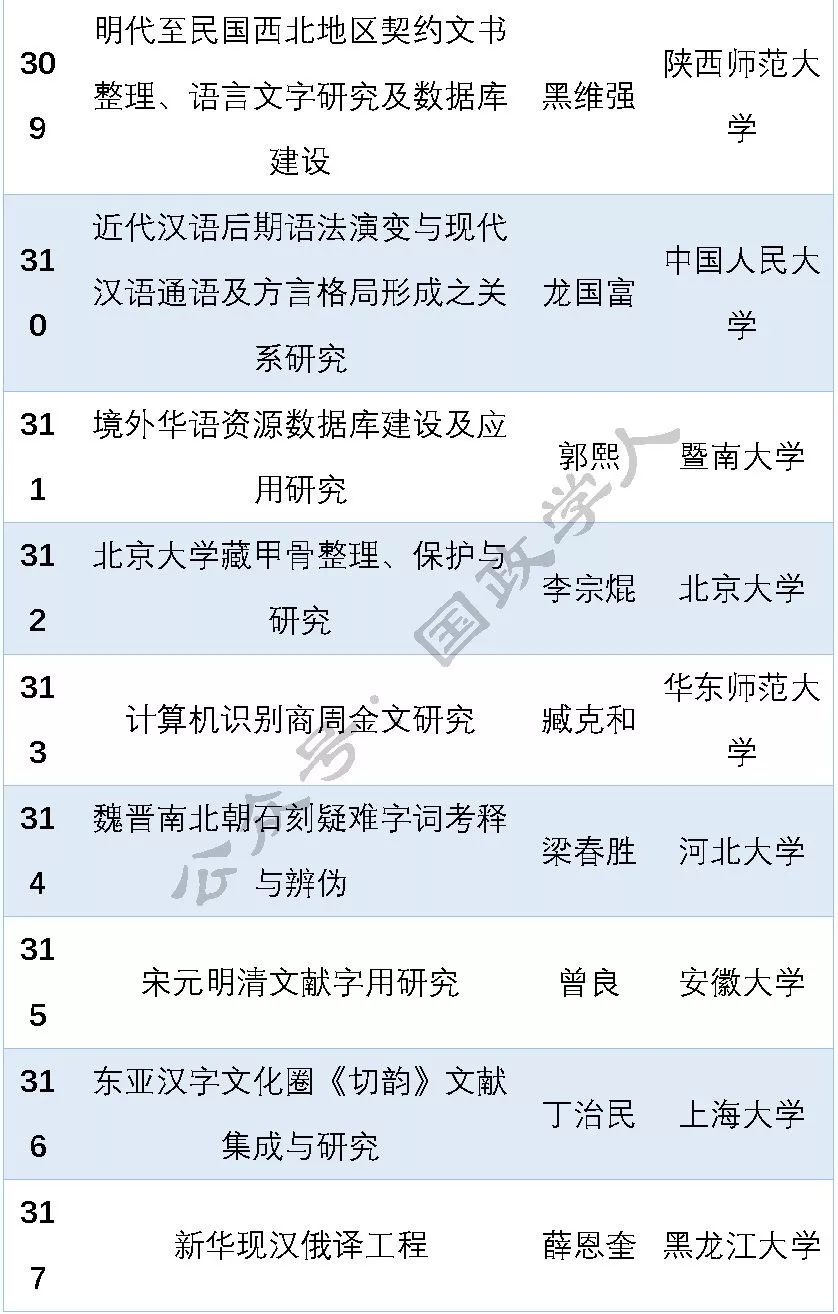 309
明代至民国西北地区契约文书
整理、语言文字研究及数据库
建设
黑维强
陕西师范大
学
310
近代汉语后期语法演变与现代
汉语通语及方言格局形成之关
系研究
龙国富
中国人民大
学
311
境外华语资源数据库建设及应
用研究
郭熙
暨南大学
312
北京大学藏甲骨整理、保护与
研究
李宗焜
北京大学
313
计算机识别商周金文研究
臧克和
华东师范大
学
314
魏晋南北朝石刻疑难字词考释
与辨伪
梁春胜
河北大学
315
宋元明清文献字用研究
曾良
安徽大学
316
东亚汉字文化圈《切韵》文献
集成与研究
丁治民
上海大学
317
新华现汉俄译工程
薛恩奎
黑龙江大学
公众号·国政学人